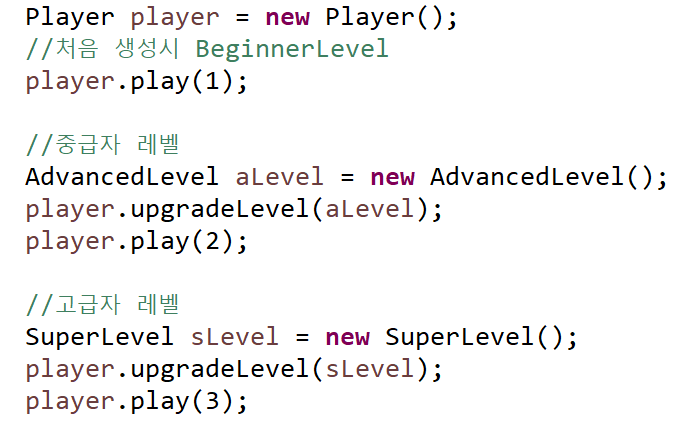 Player player = new Player();
//처음 생성시 BeginnerLevel
player.play(1);
//중급자 레벨
AdvancedLevel aLevel = new AdvancedLevel();
player.upgradeLevel(aLevel);
player.play(2);
//고급자 레벨
SuperLevel sLevel = new SuperLevel();
player.upgradeLevel(sLevel);
player.play(3);